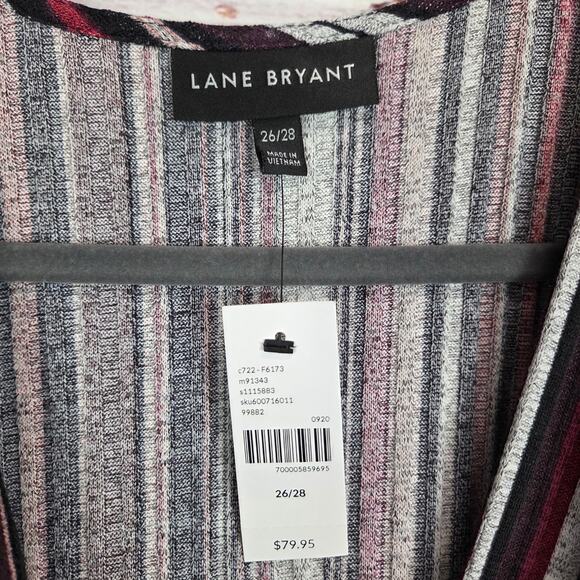 LANE BRYANT
26/28
MADE IN
VIETNAM
c722-F6173
m91343
s1115883
sku600716011
99882
0920
700005859695
26/28
$79.95